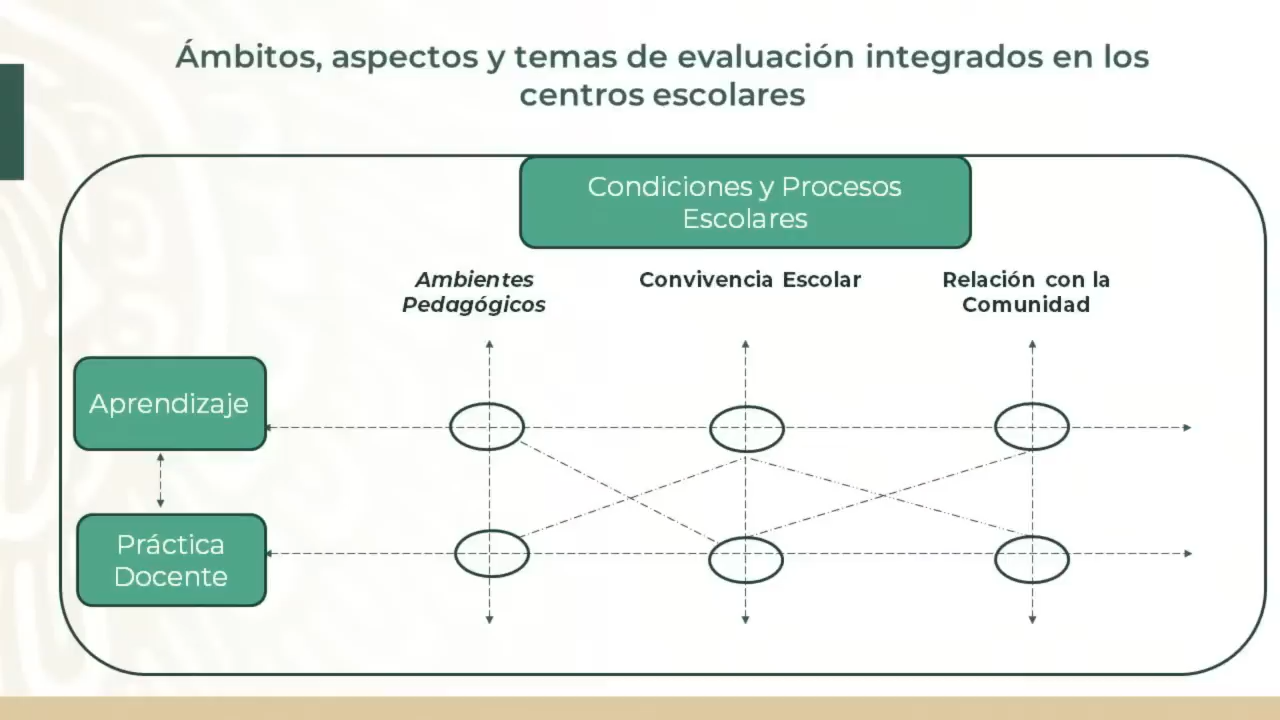 Ámbitos, aspectos y temas de evaluación integrados en los
centros escolares
Condiciones y Procesos
Escolares
Ambientes
Pedagógicos
Convivencia Escolar
Relación con la
Comunidad
Aprendizaje
Práctica
Docente